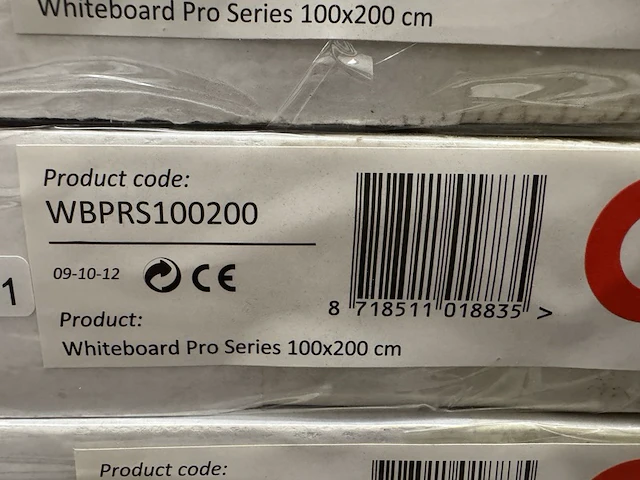 Whiteboard Pro Series 100x200 cm
Product code:
WBPRS100200
09-10-12
CE
1
Product:
Whiteboard Pro Series 100x200 cm
8 718511 018835 >
Product code: